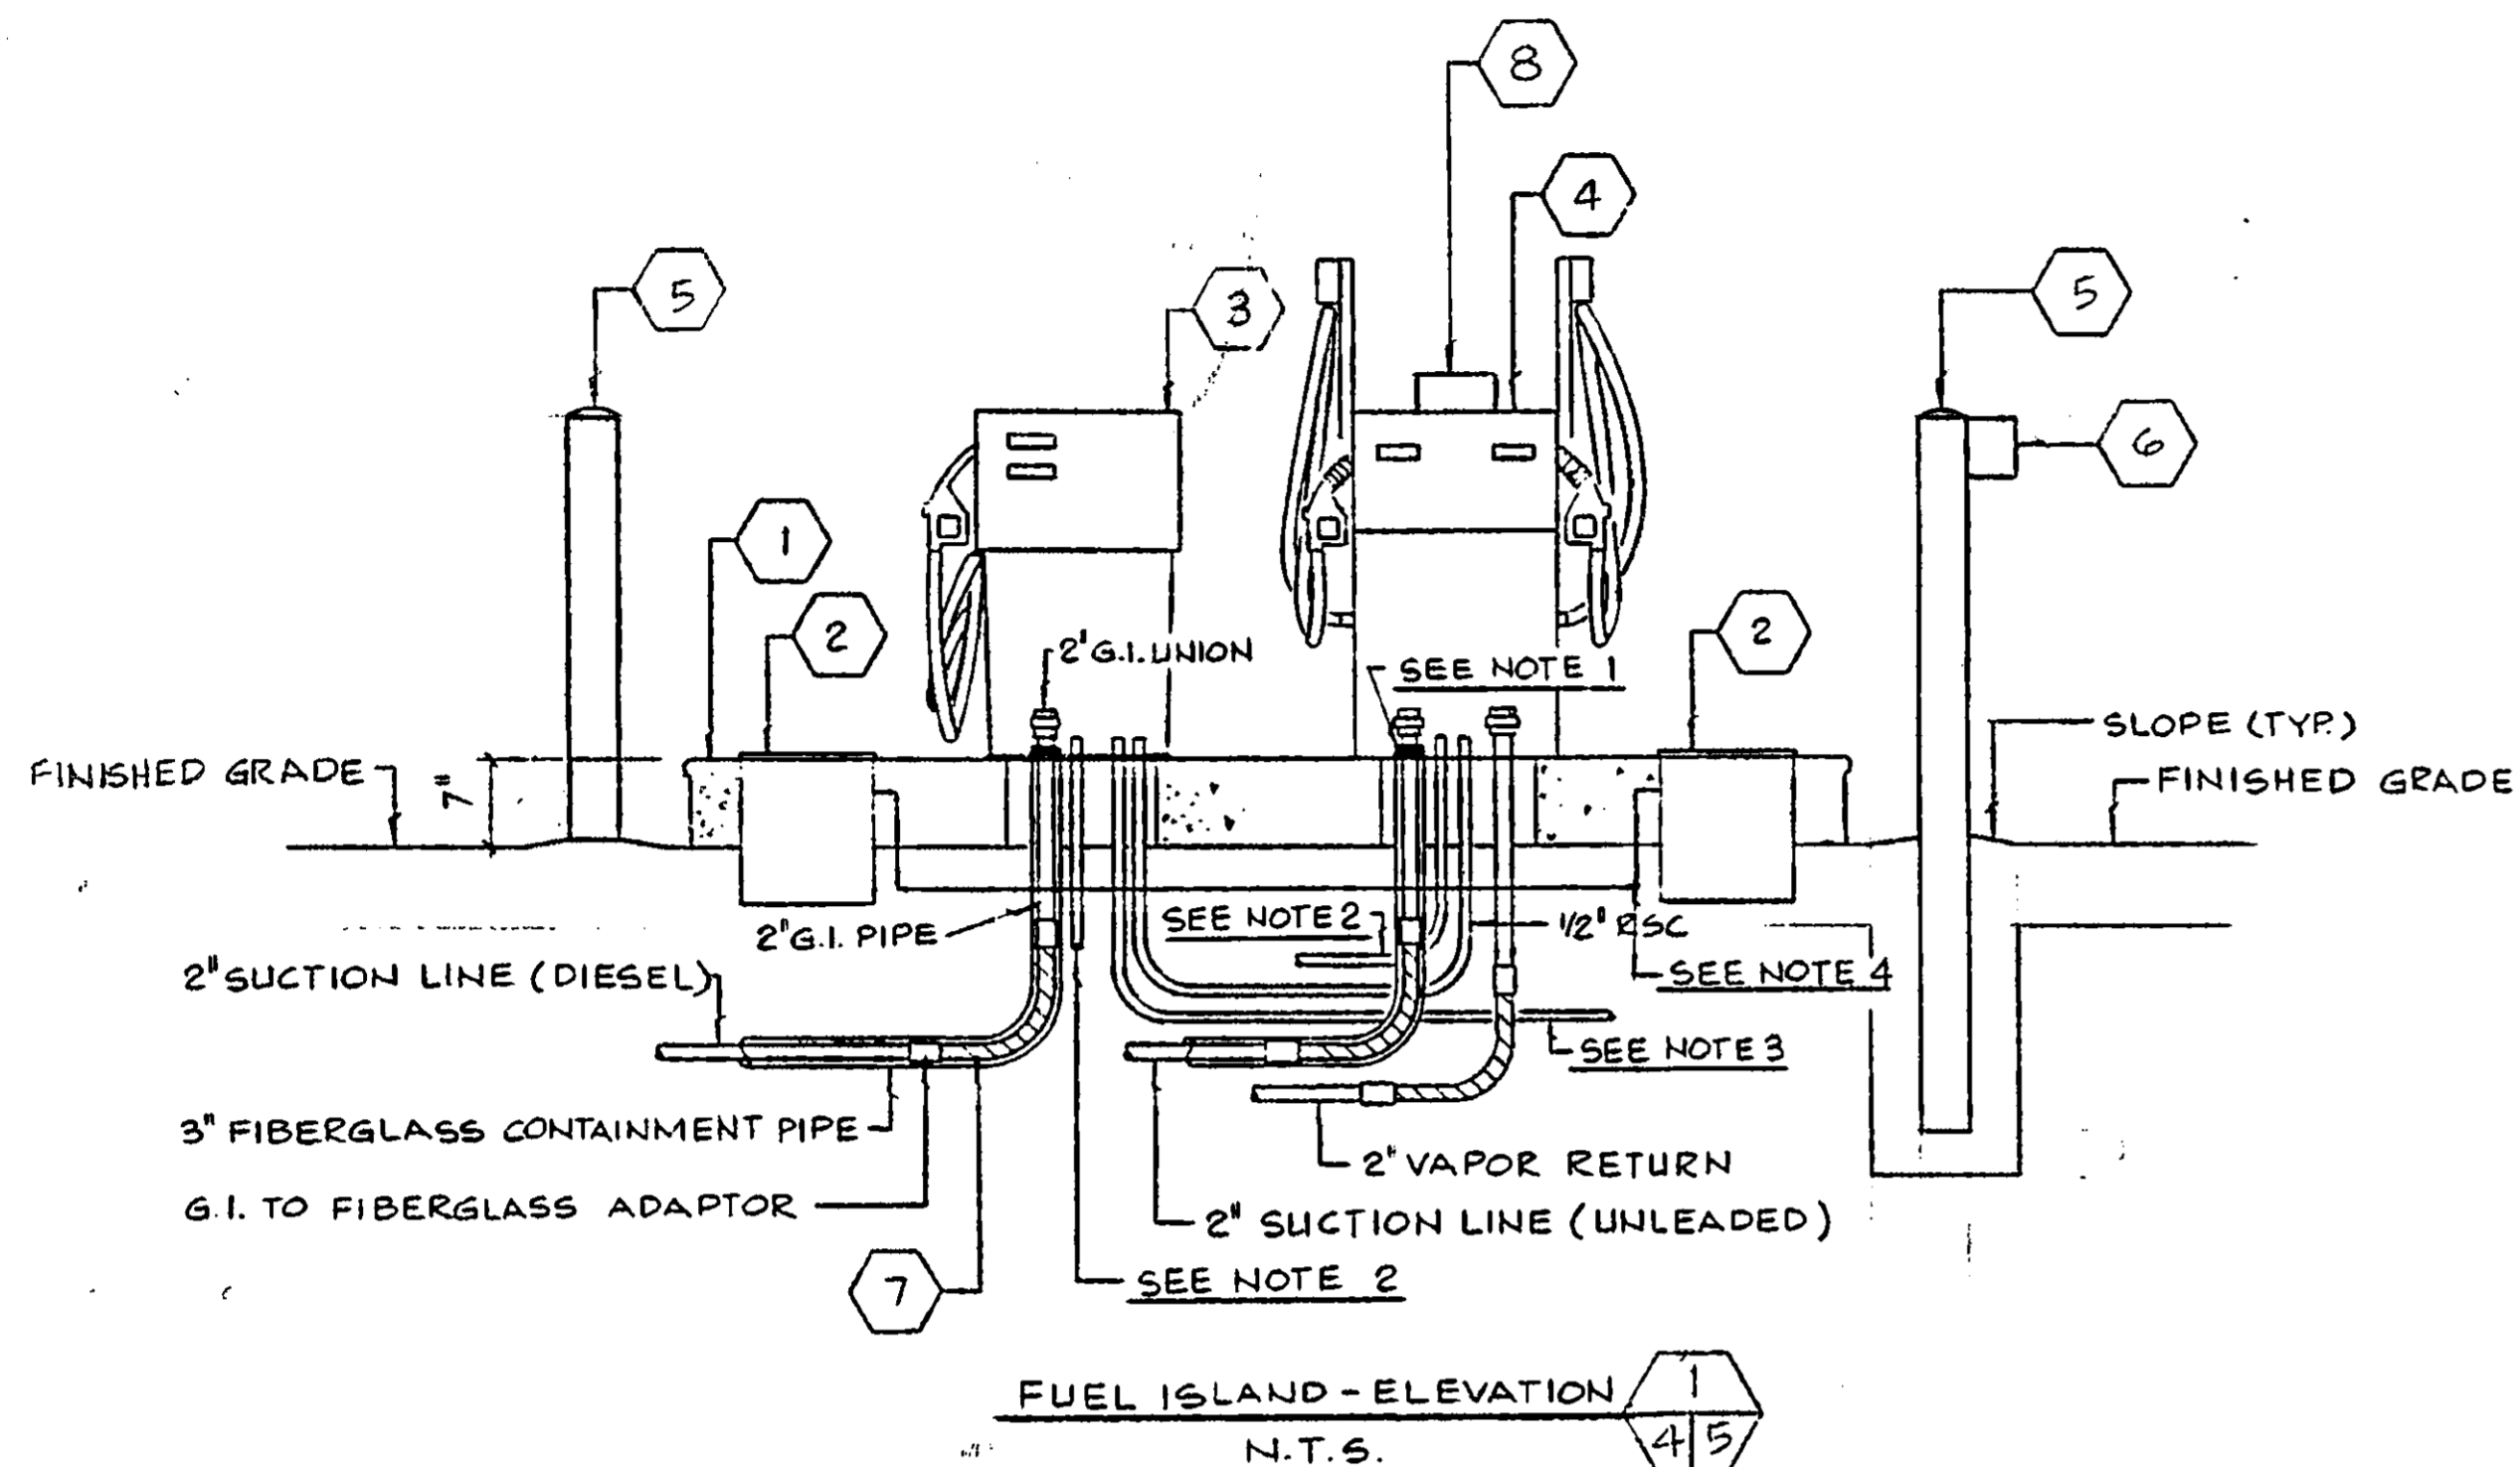 8
4
5
3
5
6
1
2
2
2" G.I. UNION
SEE NOTE 1
SLOPE (TYP.)
FINISHED GRADE
7"
FINISHED GRADE
SEE NOTE 2
1/2" RSC
2" G.I. PIPE
2" SUCTION LINE (DIESEL)
SEE NOTE 4
SEE NOTE 3
3" FIBERGLASS CONTAINMENT PIPE
2" VAPOR RETURN
G.I. TO FIBERGLASS ADAPTOR
2" SUCTION LINE (UNLEADED)
7
SEE NOTE 2
FUEL ISLAND - ELEVATION
1
4 5
N.T.S.